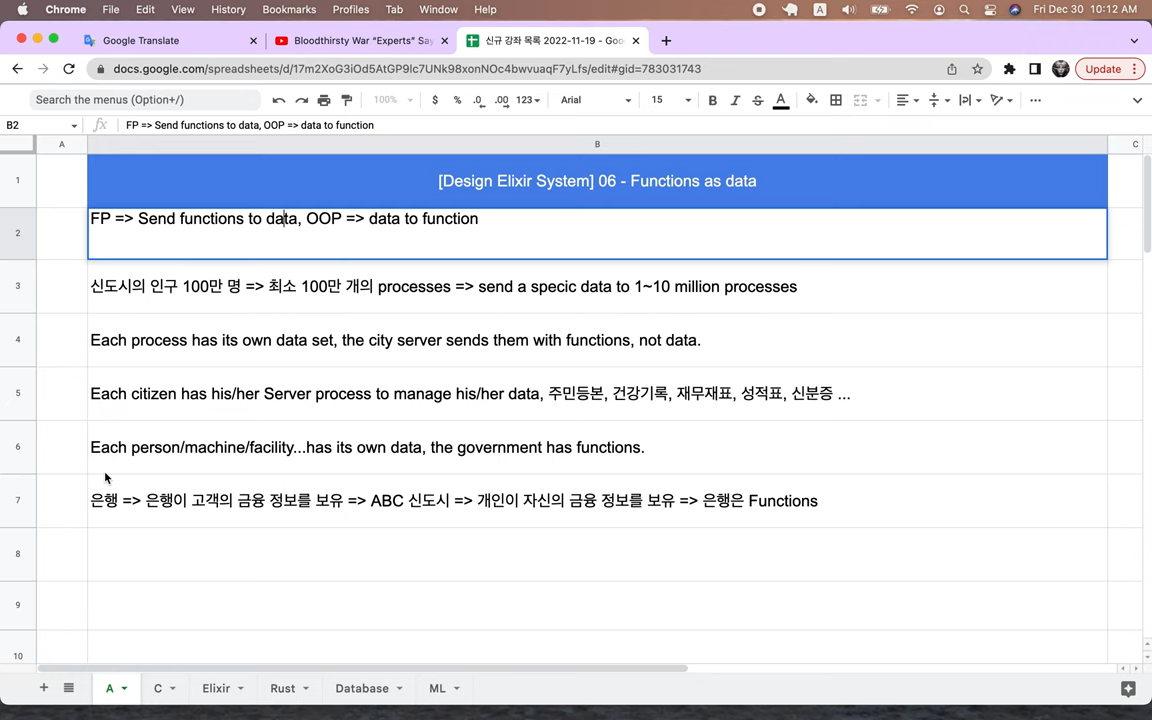 Chrome File Edit View History Bookmarks Profiles Tab Window Help A Fri Dec 30 10:12 AM
Google Translate Bloodthirsty War “Experts” Say 신규 강좌 목록 2022-11-19 - Goo
docs.google.com/spreadsheets/d/17m2XoG3iOd5AtGP9lc7UNk98xonNOc4bwvuaqF7yLfs/edit#gid=783031743 Update
Search the menus (Option+/) 100% $ % .0 .00 123 Arial 15 B I S A
B2 fx FP => Send functions to data, OOP => data to function
A B C
1 [Design Elixir System] 06 - Functions as data
2 FP => Send functions to data, OOP => data to function
3 신도시의 인구 100만 명 => 최소 100만 개의 processes => send a specic data to 1~10 million processes
4 Each process has its own data set, the city server sends them with functions, not data.
5 Each citizen has his/her Server process to manage his/her data, 주민등본, 건강기록, 재무재표, 성적표, 신분증 ...
6 Each person/machine/facility...has its own data, the government has functions.
7 은행 => 은행이 고객의 금융 정보를 보유 => ABC 신도시 => 개인이 자신의 금융 정보를 보유 => 은행은 Functions
8
9
10
A C Elixir Rust Database ML